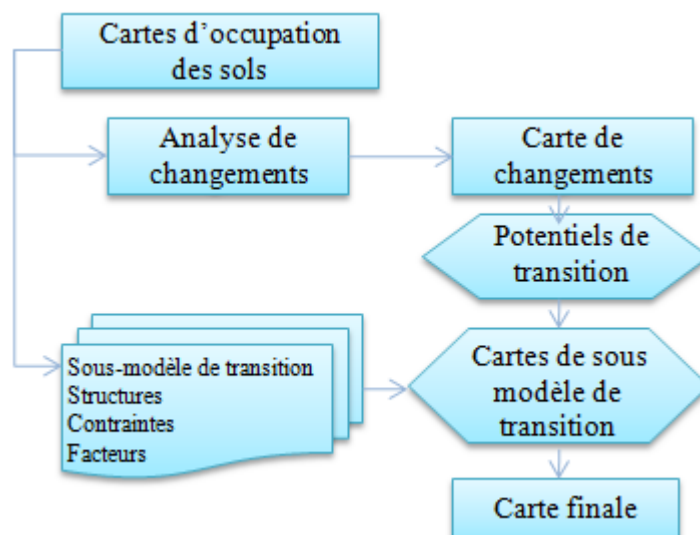 Cartes d’occupation
des sols
Analyse de
changements
Carte de
changements
Potentiels de
transition
Sous-modèle de transition
Structures
Contraintes
Facteurs
Cartes de sous
modèle de
transition
Carte finale